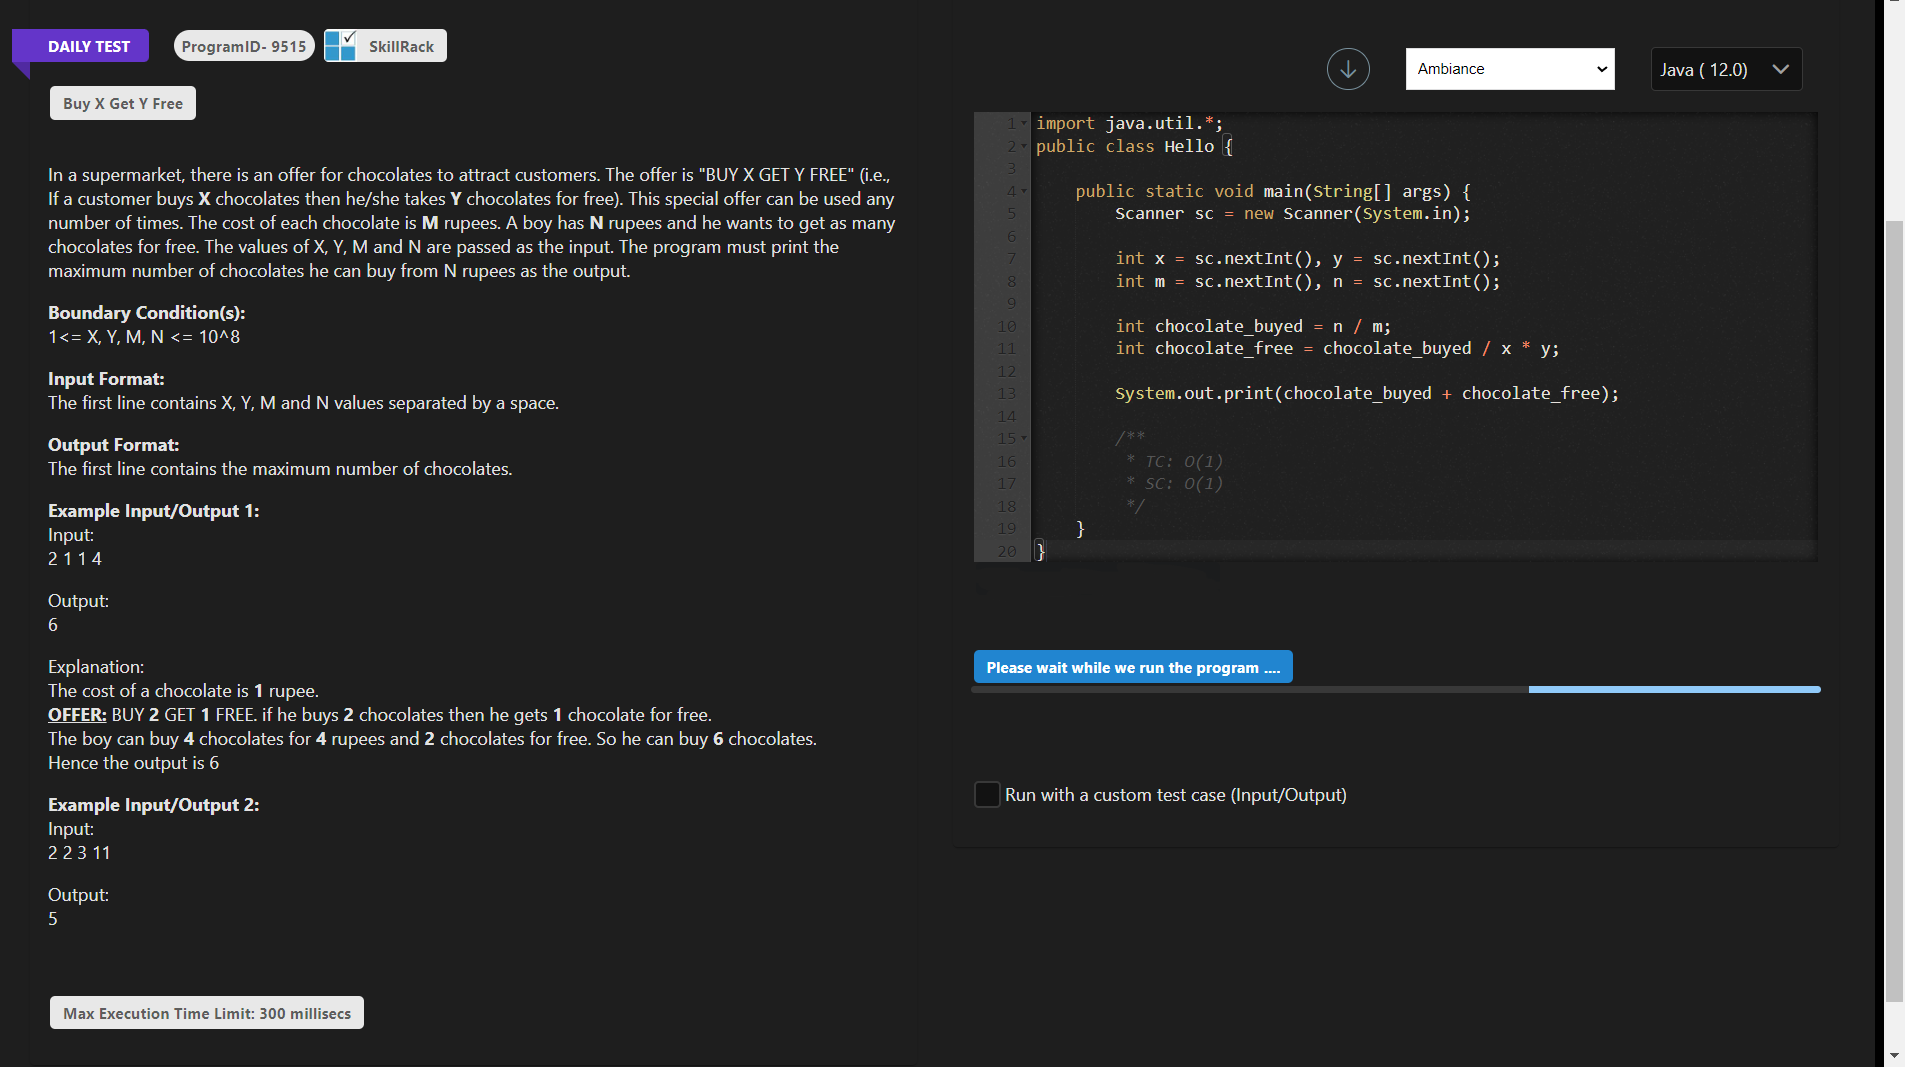 DAILY TEST
ProgramID- 9515
SkillRack
Buy X Get Y Free
In a supermarket, there is an offer for chocolates to attract customers. The offer is "BUY X GET Y FREE" (i.e.,
If a customer buys X chocolates then he/she takes Y chocolates for free). This special offer can be used any
number of times. The cost of each chocolate is M rupees. A boy has N rupees and he wants to get as many
chocolates for free. The values of X, Y, M and N are passed as the input. The program must print the
maximum number of chocolates he can buy from N rupees as the output.
Boundary Condition(s):
1<= X, Y, M, N <= 10^8
Input Format:
The first line contains X, Y, M and N values separated by a space.
Output Format:
The first line contains the maximum number of chocolates.
Example Input/Output 1:
Input:
2 1 1 4
Output:
6
Explanation:
The cost of a chocolate is 1 rupee.
OFFER: BUY 2 GET 1 FREE. if he buys 2 chocolates then he gets 1 chocolate for free.
The boy can buy 4 chocolates for 4 rupees and 2 chocolates for free. So he can buy 6 chocolates.
Hence the output is 6
Example Input/Output 2:
Input:
2 2 3 11
Output:
5
Max Execution Time Limit: 300 millisecs
Ambiance
Java ( 12.0)
1 import java.util.*;
2 public class Hello {
3
4     public static void main(String[] args) {
5         Scanner sc = new Scanner(System.in);
6
7         int x = sc.nextInt(), y = sc.nextInt();
8         int m = sc.nextInt(), n = sc.nextInt();
9
10         int chocolate_buyed = n / m;
11         int chocolate_free = chocolate_buyed / x * y;
12
13         System.out.print(chocolate_buyed + chocolate_free);
14
15         /**
16          * TC: O(1)
17          * SC: O(1)
18          */
19     }
20 }
Please wait while we run the program ....
Run with a custom test case (Input/Output)